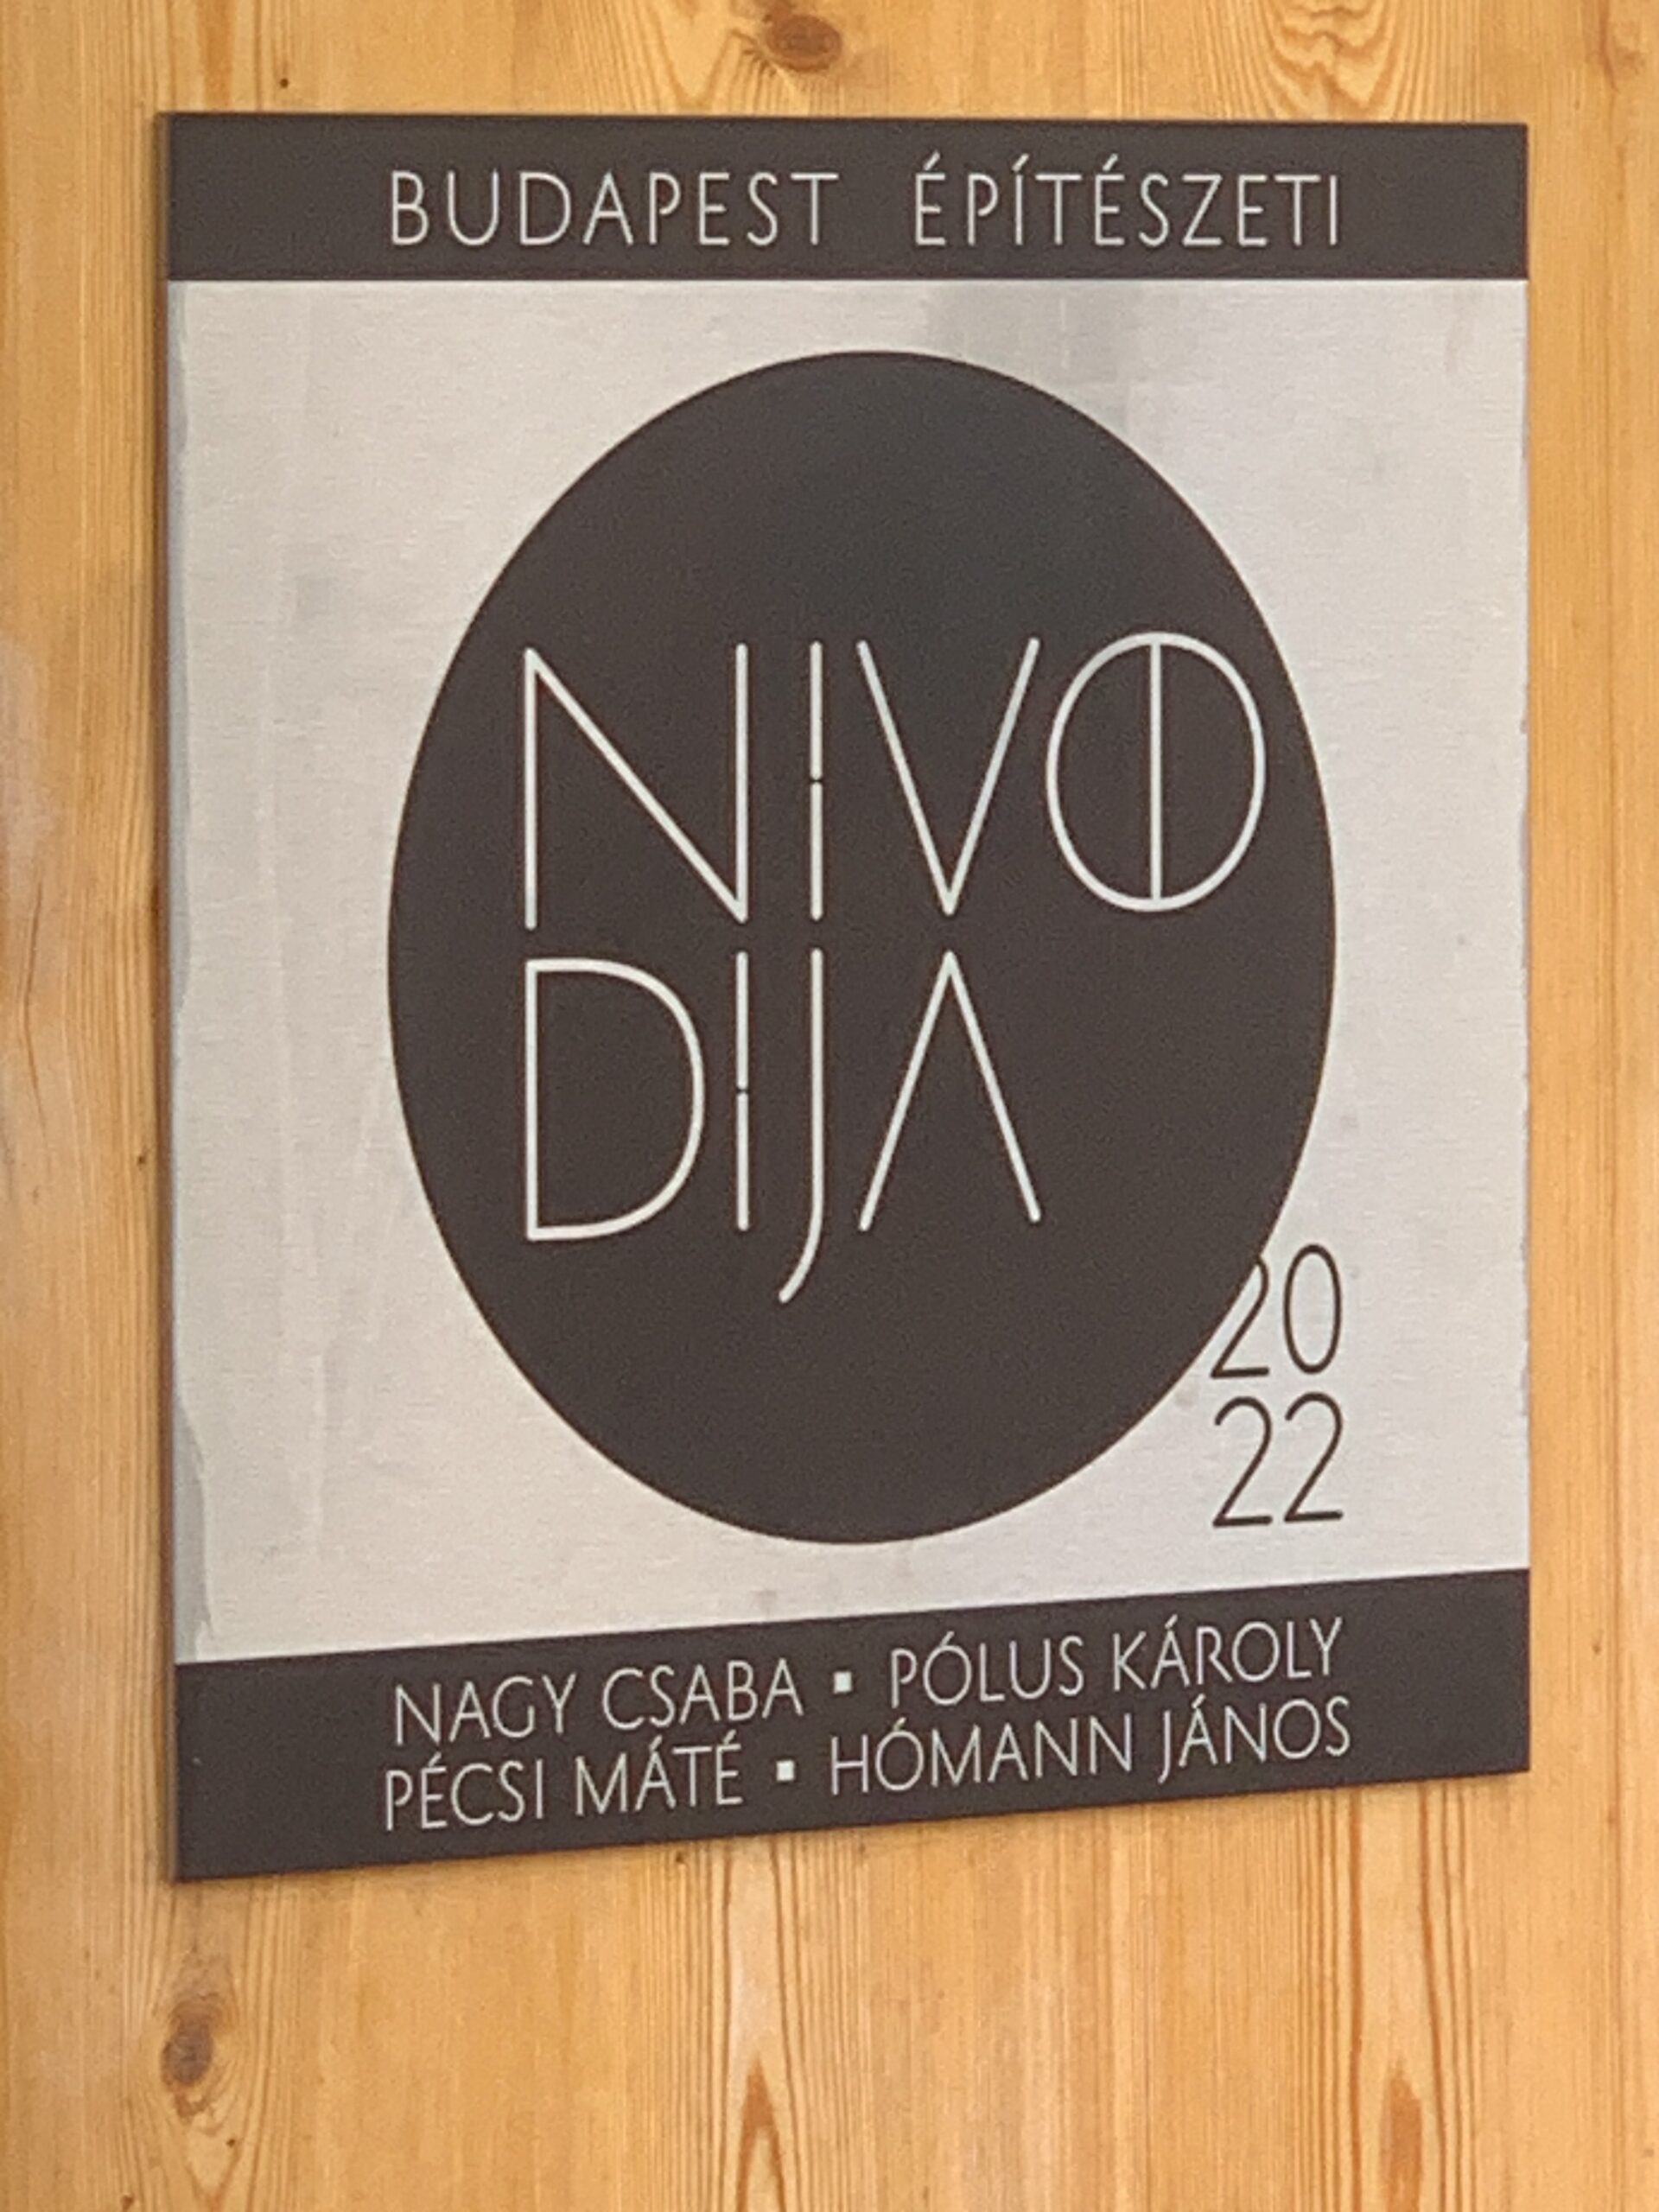 BUDAPEST ÉPÍTÉSZETI
NIVO
DIJA
20
22
NAGY CSABA ▪ PÓLUS KÁROLY
PÉCSI MÁTÉ ▪ HÓMANN JÁNOS